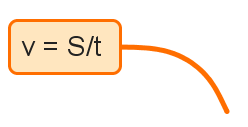 v = S/t